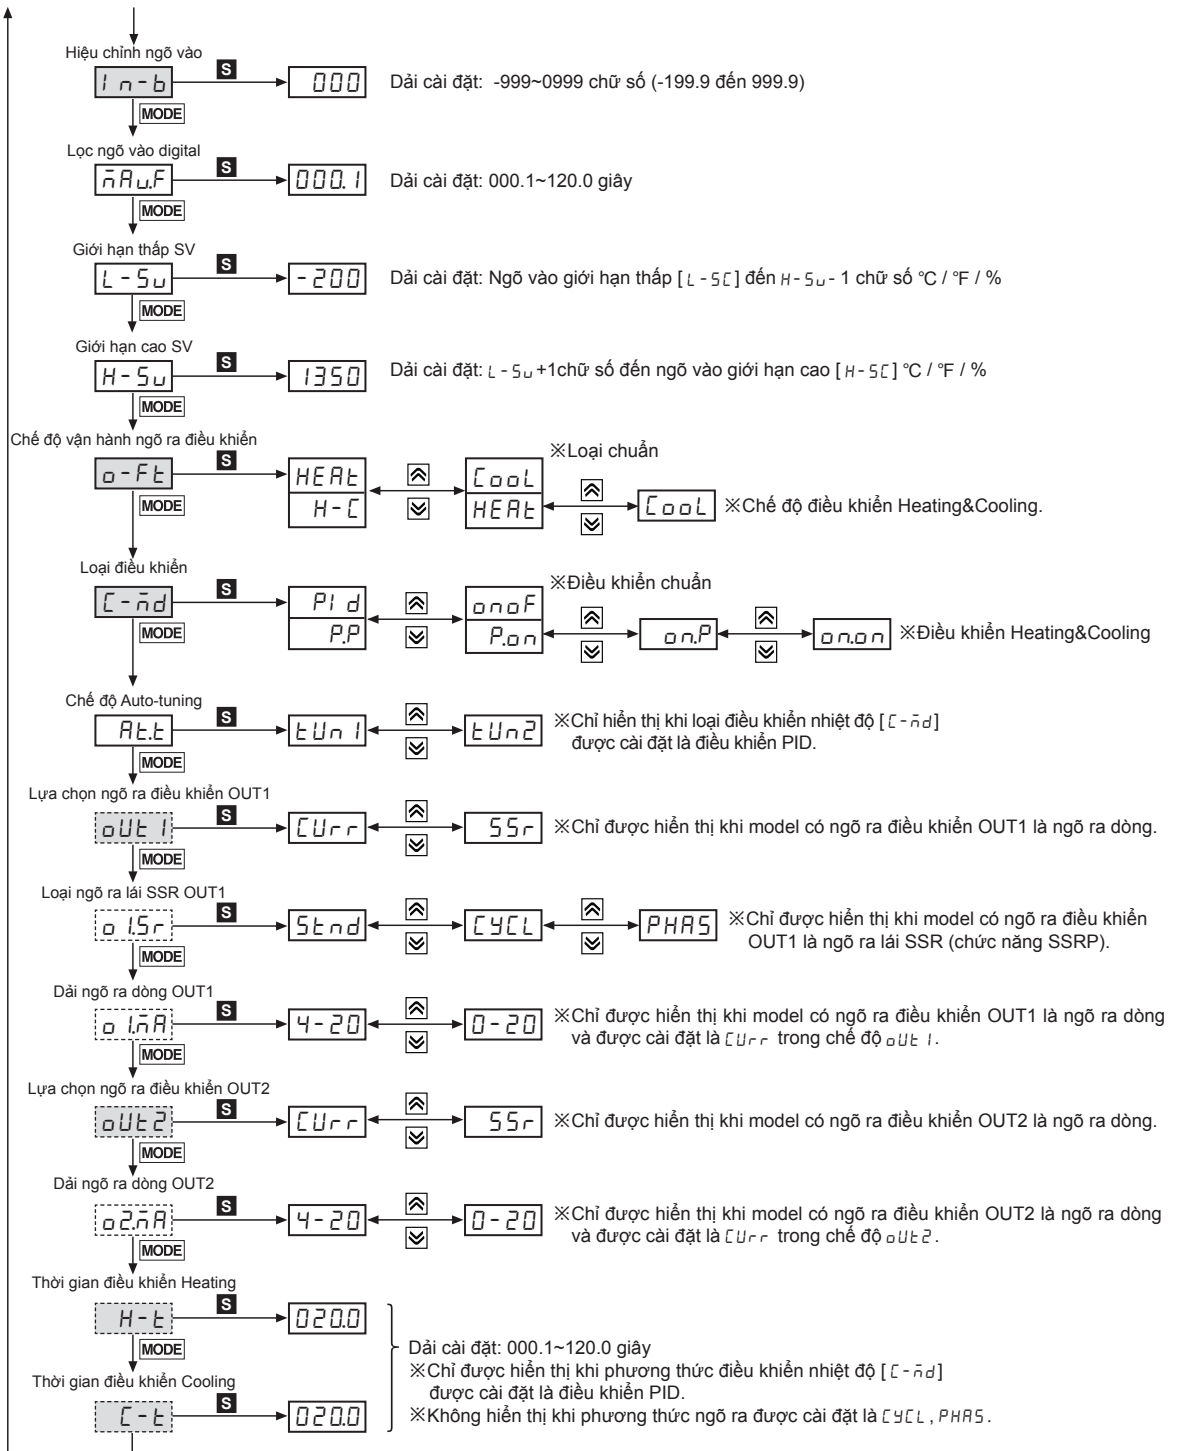 Hiệu chỉnh ngõ vào
In-b S 000 Dải cài đặt: -999~0999 chữ số (-199.9 đến 999.9)
MODE
Lọc ngõ vào digital
mAu.F S 000.1 Dải cài đặt: 000.1~120.0 giây
MODE
Giới hạn thấp SV
L-Su S -200 Dải cài đặt: Ngõ vào giới hạn thấp [L-SC] đến H-Su- 1 chữ số °C / °F / %
MODE
Giới hạn cao SV
H-Su S 1350 Dải cài đặt: L-Su+1chữ số đến ngõ vào giới hạn cao [H-SC] °C / °F / %
MODE
Chế độ vận hành ngõ ra điều khiển
※Loại chuẩn
o-Ft S HEAt CooL
MODE H-C HEAt CooL ※Chế độ điều khiển Heating&Cooling.
Loại điều khiển
※Điều khiển chuẩn
C-md S PId onoF
MODE P.P P.on on.P on.on ※Điều khiển Heating&Cooling
Chế độ Auto-tuning
At.t S tUn1 tUn2 ※Chỉ hiển thị khi loại điều khiển nhiệt độ [C-md]
được cài đặt là điều khiển PID.
MODE
Lựa chọn ngõ ra điều khiển OUT1
oUt1 S CUrr SSr ※Chỉ được hiển thị khi model có ngõ ra điều khiển OUT1 là ngõ ra dòng.
MODE
Loại ngõ ra lái SSR OUT1
o1.Sr S Stnd CYCL PHAS ※Chỉ được hiển thị khi model có ngõ ra điều khiển
OUT1 là ngõ ra lái SSR (chức năng SSRP).
MODE
Dải ngõ ra dòng OUT1
o1.mA S 4-20 0-20 ※Chỉ được hiển thị khi model có ngõ ra điều khiển OUT1 là ngõ ra dòng
và được cài đặt là CUrr trong chế độ oUt1.
MODE
Lựa chọn ngõ ra điều khiển OUT2
oUt2 S CUrr SSr ※Chỉ được hiển thị khi model có ngõ ra điều khiển OUT2 là ngõ ra dòng.
MODE
Dải ngõ ra dòng OUT2
o2.mA S 4-20 0-20 ※Chỉ được hiển thị khi model có ngõ ra điều khiển OUT2 là ngõ ra dòng
và được cài đặt là CUrr trong chế độ oUt2.
MODE
Thời gian điều khiển Heating
H-t S 020.0
MODE
Dải cài đặt: 000.1~120.0 giây
※Chỉ được hiển thị khi phương thức điều khiển nhiệt độ [C-md]
được cài đặt là điều khiển PID.
※Không hiển thị khi phương thức ngõ ra được cài đặt là CYCL, PHAS.
Thời gian điều khiển Cooling
C-t S 020.0